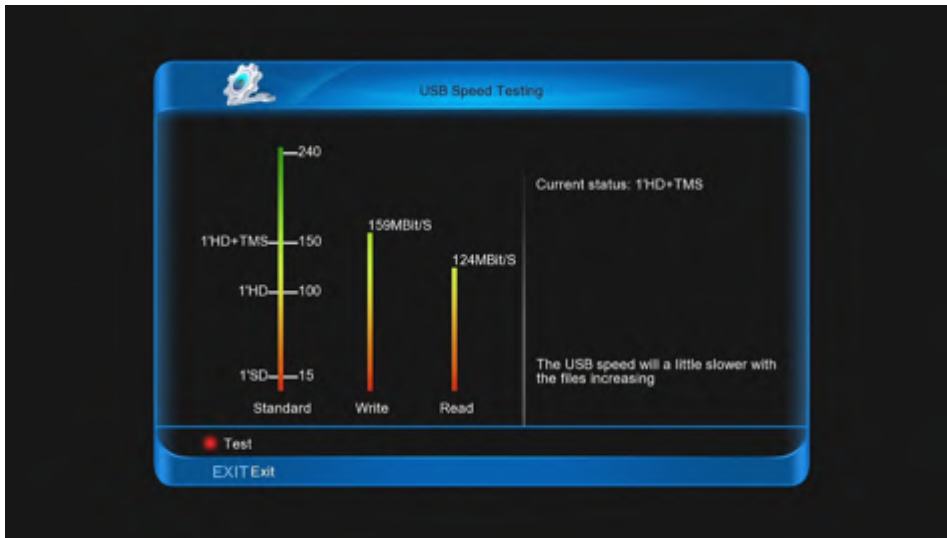 USB Speed Testing
240
1'HD+TMS 150
1'HD 100
1'SD 15
Standard
159MBit/S
Write
124MBit/S
Read
Current status: 1'HD+TMS
The USB speed will a little slower with
the files increasing
Test
EXIT Exit